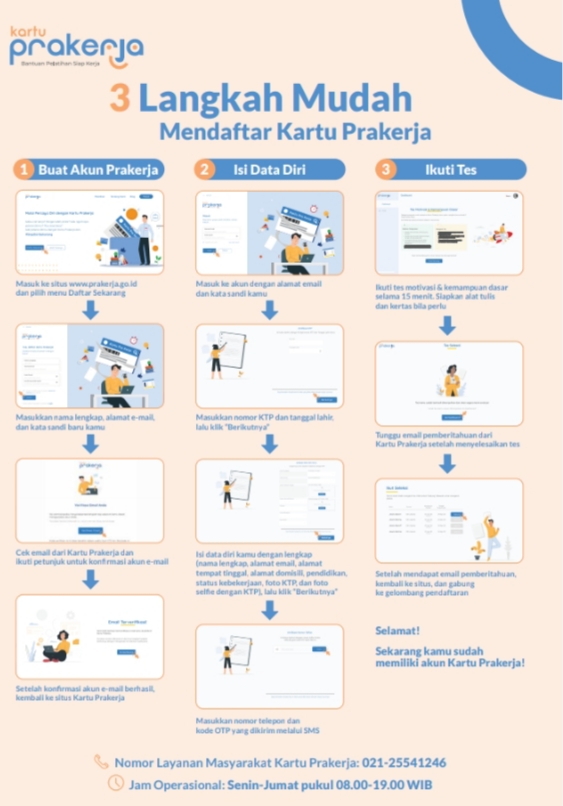 kartu
prakerja
Bantuan Pelatihan Siap Kerja
3 Langkah Mudah
Mendaftar Kartu Prakerja
1 Buat Akun Prakerja
Masuk ke situs www.prakerja.go.id
dan pilih menu Daftar Sekarang
Masukkan nama lengkap, alamat e-mail,
dan kata sandi baru kamu
prakerja
Cek email dari Kartu Prakerja dan
ikuti petunjuk untuk konfirmasi akun e-mail
Setelah konfirmasi akun e-mail berhasil,
kembali ke situs Kartu Prakerja
2 Isi Data Diri
Masuk ke akun dengan alamat email
dan kata sandi kamu
Masukkan nomor KTP dan tanggal lahir,
lalu klik "Berikutnya"
Isi data diri kamu dengan lengkap
(nama lengkap, alamat email, alamat
tempat tinggal, alamat domisili, pendidikan,
status kebekerjaan, foto KTP, dan foto
selfie dengan KTP), lalu klik "Berikutnya"
Masukkan nomor telepon dan
kode OTP yang dikirim melalui SMS
3 Ikuti Tes
Ikuti tes motivasi & kemampuan dasar
selama 15 menit. Siapkan alat tulis
dan kertas bila perlu
Tunggu email pemberitahuan dari
Kartu Prakerja setelah menyelesaikan tes
Setelah mendapat email pemberitahuan,
kembali ke situs, dan gabung
ke gelombang pendaftaran
Selamat!
Sekarang kamu sudah
memiliki akun Kartu Prakerja!
Nomor Layanan Masyarakat Kartu Prakerja: 021-25541246
Jam Operasional: Senin-Jumat pukul 08.00-19.00 WIB